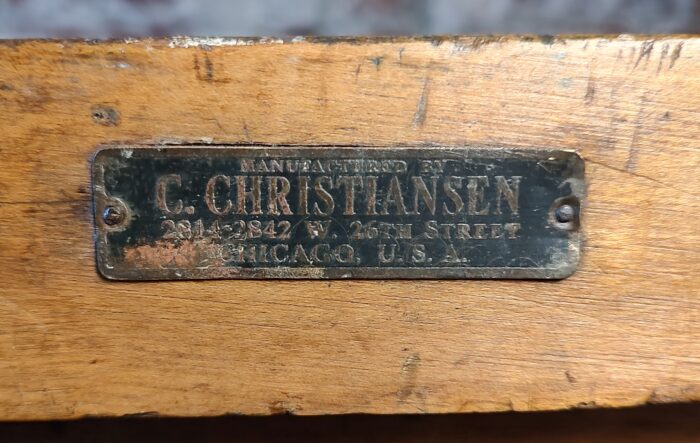 MANUFACTURED BY
C. CHRISTIANSEN
2814-2842 W. 26TH STREET
CHICAGO, U.S.A.